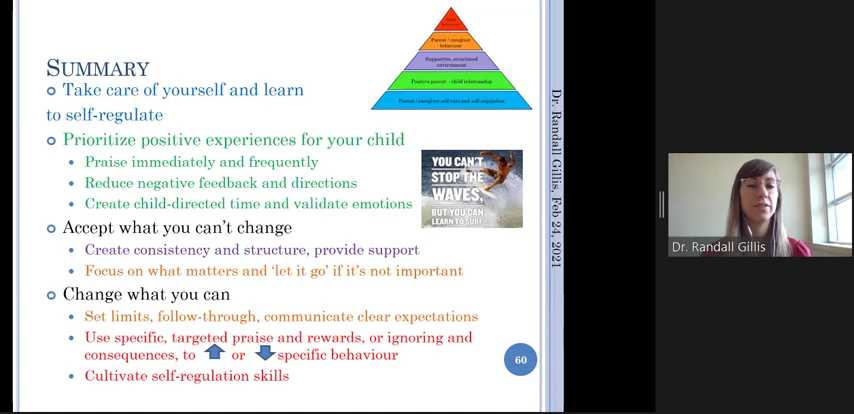 SUMMARY
Take care of yourself and learn
to self-regulate
Prioritize positive experiences for your child
Praise immediately and frequently
Reduce negative feedback and directions
Create child-directed time and validate emotions
Accept what you can't change
Create consistency and structure, provide support
Focus on what matters and 'let it go' if it's not important
Change what you can
Set limits, follow-through, communicate clear expectations
Use specific, targeted praise and rewards, or ignoring and
consequences, to or specific behaviour
Cultivate self-regulation skills
Parent / caregiver
behaviour
Supportive, structured
environment
Positive parent – child relationship
Parent / caregiver self-care and self-regulation
YOU CAN'T
STOP THE
WAVES,
BUT YOU CAN
LEARN TO SURF
Dr. Randall Gillis, Feb 24, 2021
60
Dr. Randall Gillis